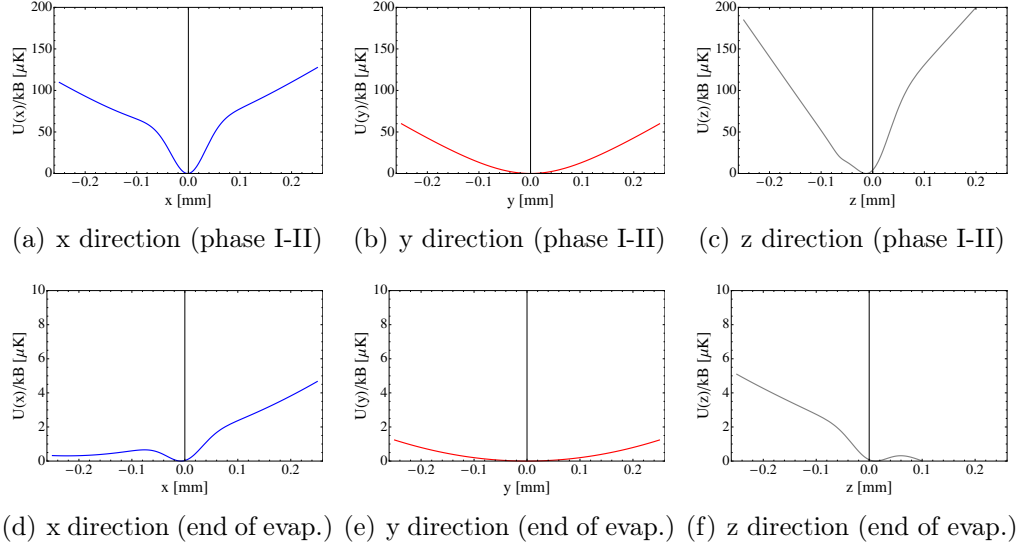 200
150
100
50
0
U(x)/kB [μK]
−0.2 −0.1 0.0 0.1 0.2
x [mm]
200
150
100
50
0
U(y)/kB [μK]
−0.2 −0.1 0.0 0.1 0.2
y [mm]
200
150
100
50
0
U(z)/kB [μK]
−0.2 −0.1 0.0 0.1 0.2
z [mm]
(a) x direction (phase I-II) (b) y direction (phase I-II) (c) z direction (phase I-II)
10
8
6
4
2
0
U(x)/kB [μK]
−0.2 −0.1 0.0 0.1 0.2
x [mm]
10
8
6
4
2
0
U(y)/kB [μK]
−0.2 −0.1 0.0 0.1 0.2
y [mm]
10
8
6
4
2
0
U(z)/kB [μK]
−0.2 −0.1 0.0 0.1 0.2
z [mm]
(d) x direction (end of evap.) (e) y direction (end of evap.) (f) z direction (end of evap.)